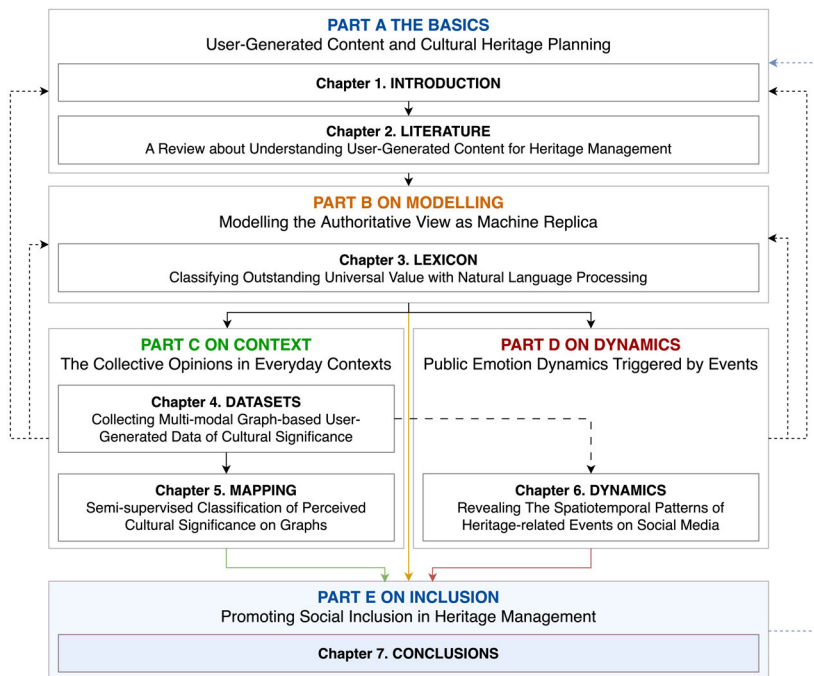 PART A THE BASICS
User-Generated Content and Cultural Heritage Planning
Chapter 1. INTRODUCTION
Chapter 2. LITERATURE
A Review about Understanding User-Generated Content for Heritage Management
PART B ON MODELLING
Modelling the Authoritative View as Machine Replica
Chapter 3. LEXICON
Classifying Outstanding Universal Value with Natural Language Processing
PART C ON CONTEXT
The Collective Opinions in Everyday Contexts
Chapter 4. DATASETS
Collecting Multi-modal Graph-based User-
Generated Data of Cultural Significance
Chapter 5. MAPPING
Semi-supervised Classification of Perceived
Cultural Significance on Graphs
PART D ON DYNAMICS
Public Emotion Dynamics Triggered by Events
Chapter 6. DYNAMICS
Revealing The Spatiotemporal Patterns of
Heritage-related Events on Social Media
PART E ON INCLUSION
Promoting Social Inclusion in Heritage Management
Chapter 7. CONCLUSIONS